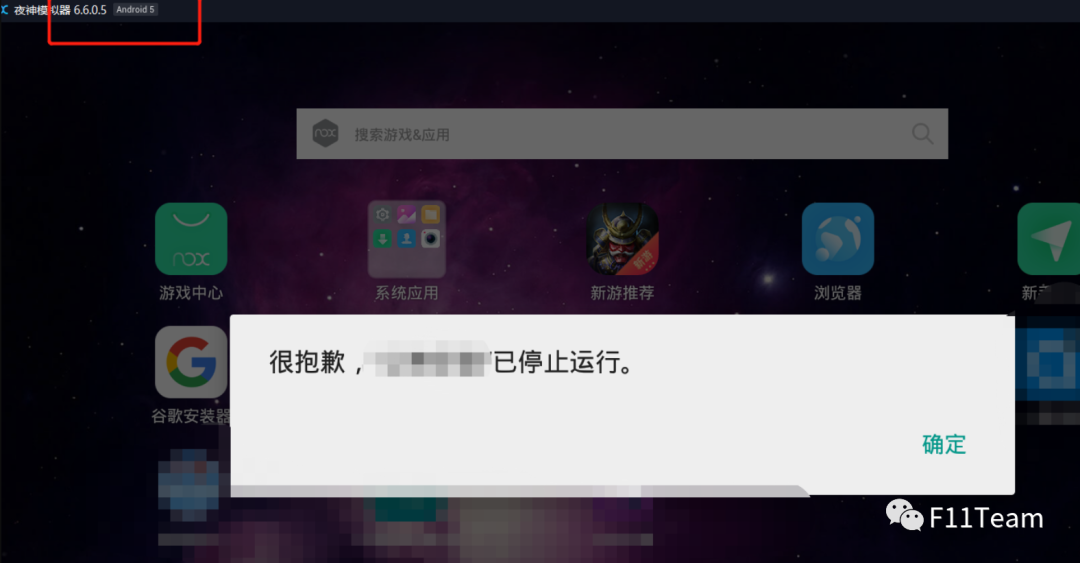 夜神模拟器 6.6.0.5 Android 5
nox 搜索游戏&应用
nox
新游
游戏中心
系统应用
新游推荐
浏览器
谷歌安装器
很抱歉，
已停止运行。
确定
F11Team